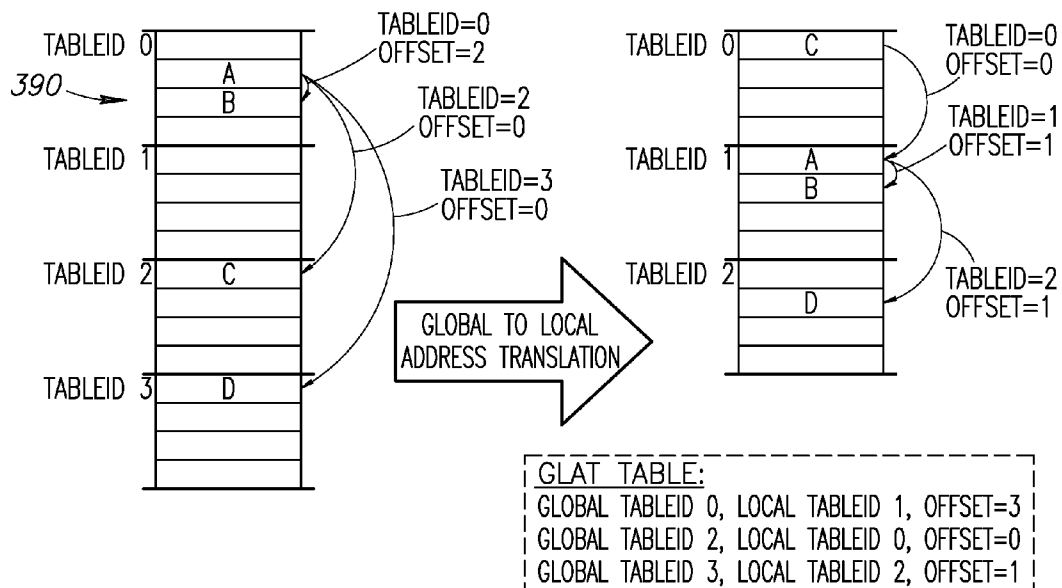 TABLEID 0
A
390
B
TABLEID 1
TABLEID 2
C
TABLEID 3
D
TABLEID=0
OFFSET=2
TABLEID=2
OFFSET=0
TABLEID=3
OFFSET=0
GLOBAL TO LOCAL
ADDRESS TRANSLATION
TABLEID 0
C
TABLEID 1
A
B
TABLEID 2
D
TABLEID=0
OFFSET=0
TABLEID=1
OFFSET=1
TABLEID=2
OFFSET=1
GLAT TABLE:
GLOBAL TABLEID 0, LOCAL TABLEID 1, OFFSET=3
GLOBAL TABLEID 2, LOCAL TABLEID 0, OFFSET=0
GLOBAL TABLEID 3, LOCAL TABLEID 2, OFFSET=1